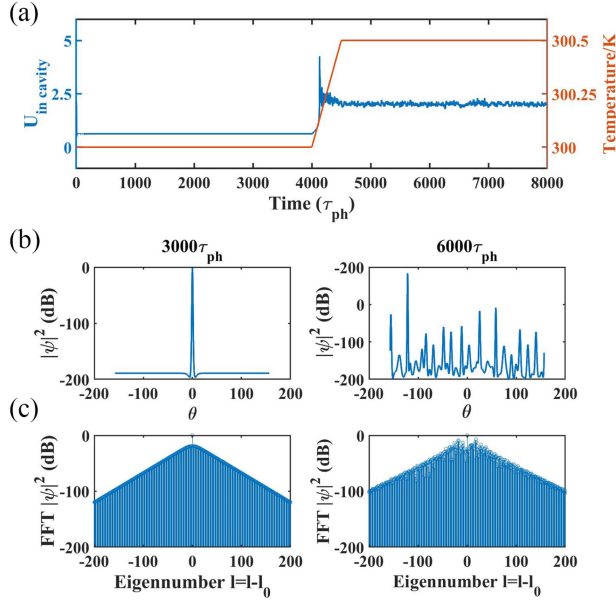 (a)
5
2.5
0
U in cavity
300.5
300.25
300
Temperature/K
0 1000 2000 3000 4000 5000 6000 7000 8000
Time (τph)
(b)
3000τph
6000τph
0
-100
-200
|ψ|² (dB)
-200 -100 0 100 200
θ
-200
0
-100
-200
|ψ|² (dB)
-200 -100 0 100 200
θ
(c)
0
-100
-200
FFT |ψ|² (dB)
-200 -100 0 100 200
Eigennumber l=l-l₀
0
-100
-200
FFT |ψ|² (dB)
-200 -100 0 100 200
Eigennumber l=l-l₀